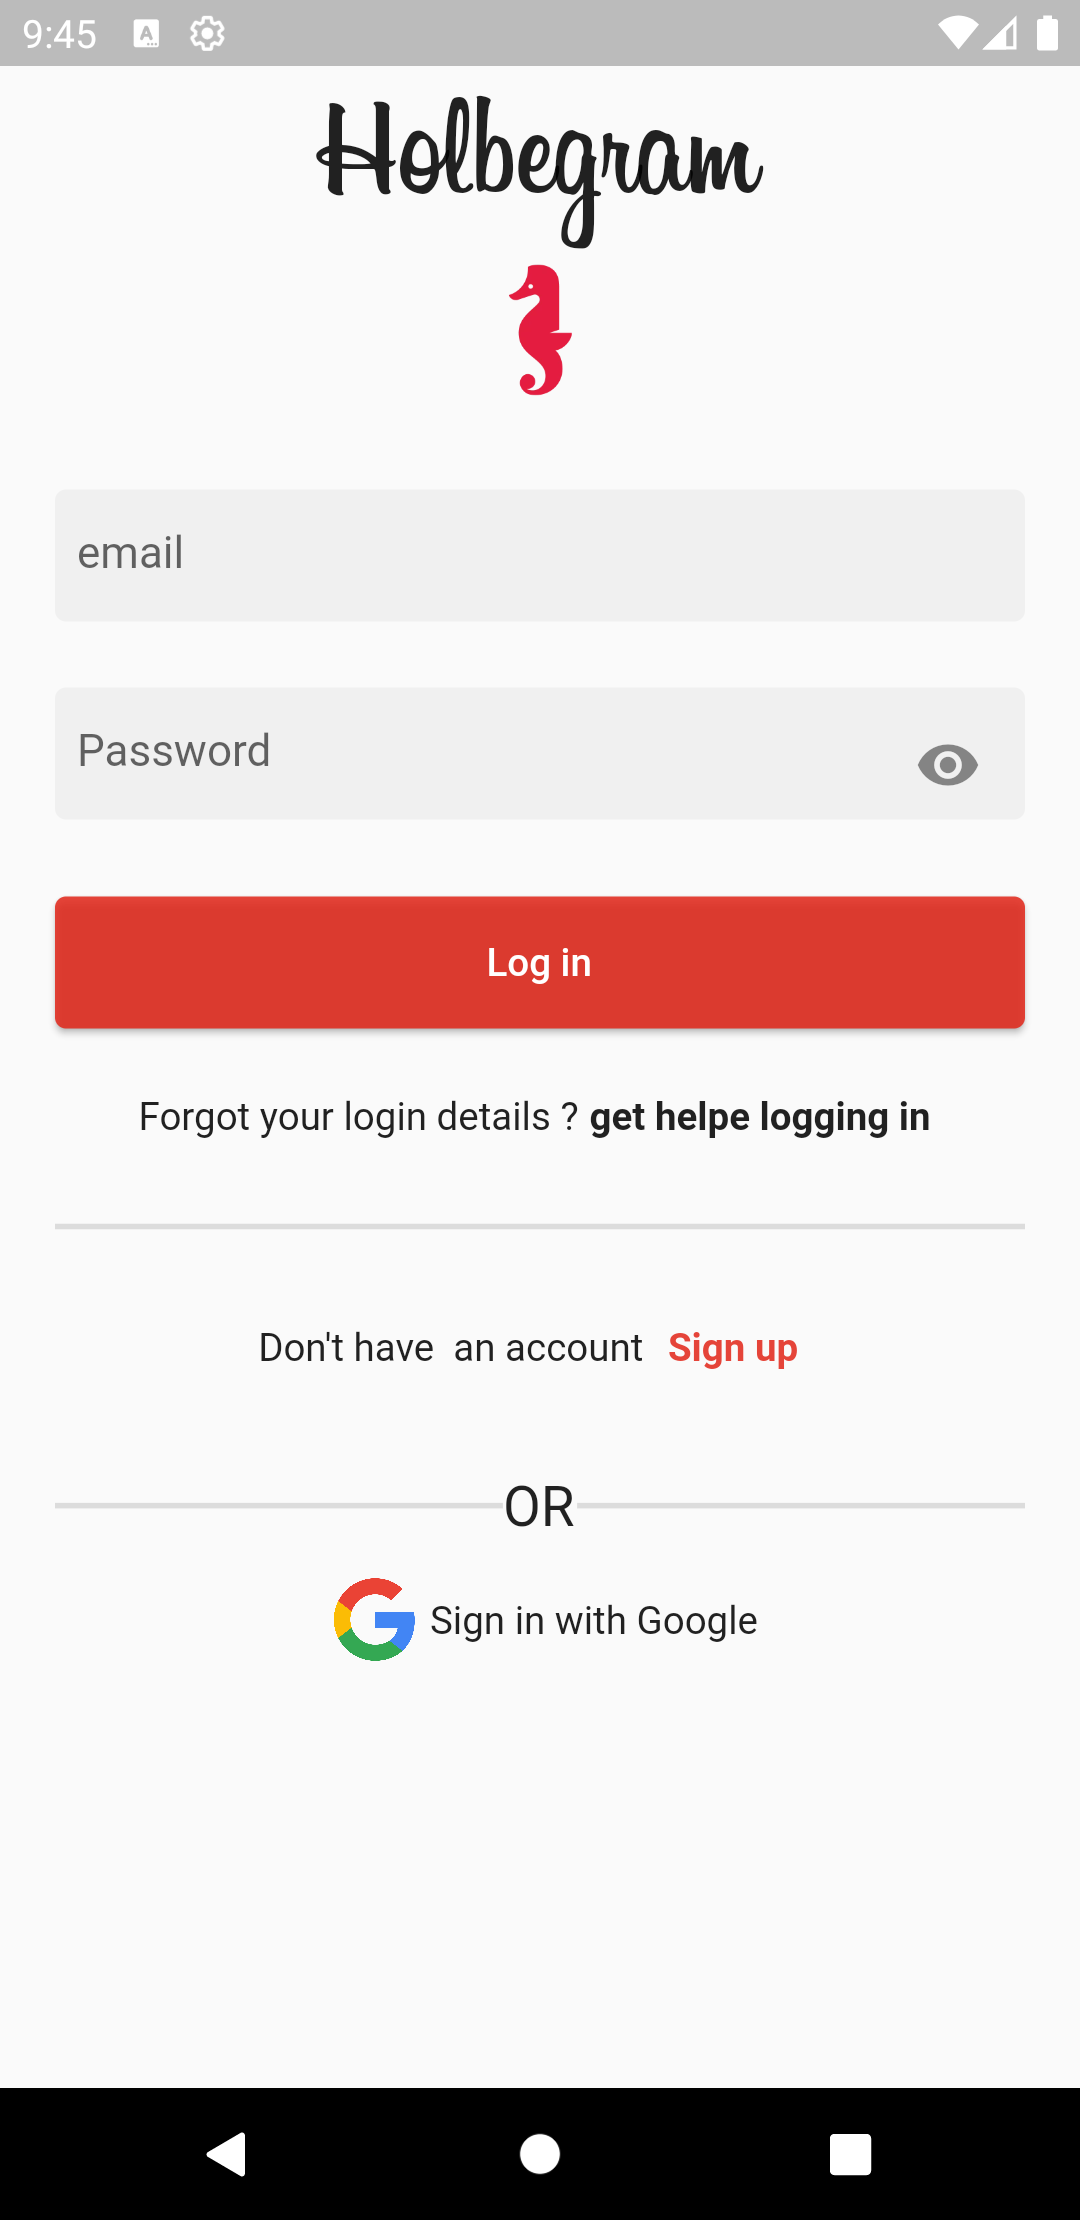 9:45
Holbegram
email
Password
Log in
Forgot your login details ? get helpe logging in
Don't have  an account  Sign up
OR
Sign in with Google